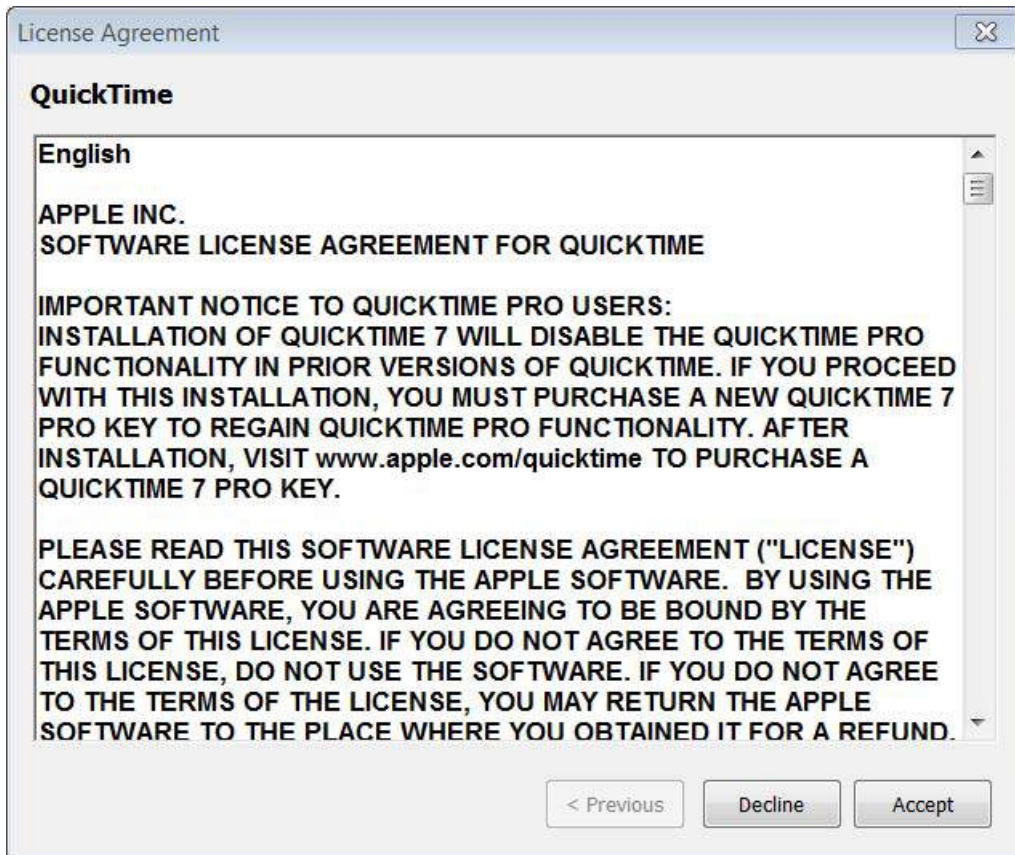 License Agreement
QuickTime
English
APPLE INC.
SOFTWARE LICENSE AGREEMENT FOR QUICKTIME
IMPORTANT NOTICE TO QUICKTIME PRO USERS:
INSTALLATION OF QUICKTIME 7 WILL DISABLE THE QUICKTIME PRO
FUNCTIONALITY IN PRIOR VERSIONS OF QUICKTIME. IF YOU PROCEED
WITH THIS INSTALLATION, YOU MUST PURCHASE A NEW QUICKTIME 7
PRO KEY TO REGAIN QUICKTIME PRO FUNCTIONALITY. AFTER
INSTALLATION, VISIT www.apple.com/quicktime TO PURCHASE A
QUICKTIME 7 PRO KEY.
PLEASE READ THIS SOFTWARE LICENSE AGREEMENT ("LICENSE")
CAREFULLY BEFORE USING THE APPLE SOFTWARE.  BY USING THE
APPLE SOFTWARE, YOU ARE AGREEING TO BE BOUND BY THE
TERMS OF THIS LICENSE. IF YOU DO NOT AGREE TO THE TERMS OF
THIS LICENSE, DO NOT USE THE SOFTWARE. IF YOU DO NOT AGREE
TO THE TERMS OF THE LICENSE, YOU MAY RETURN THE APPLE
SOFTWARE TO THE PLACE WHERE YOU OBTAINED IT FOR A REFUND.
< Previous Decline Accept